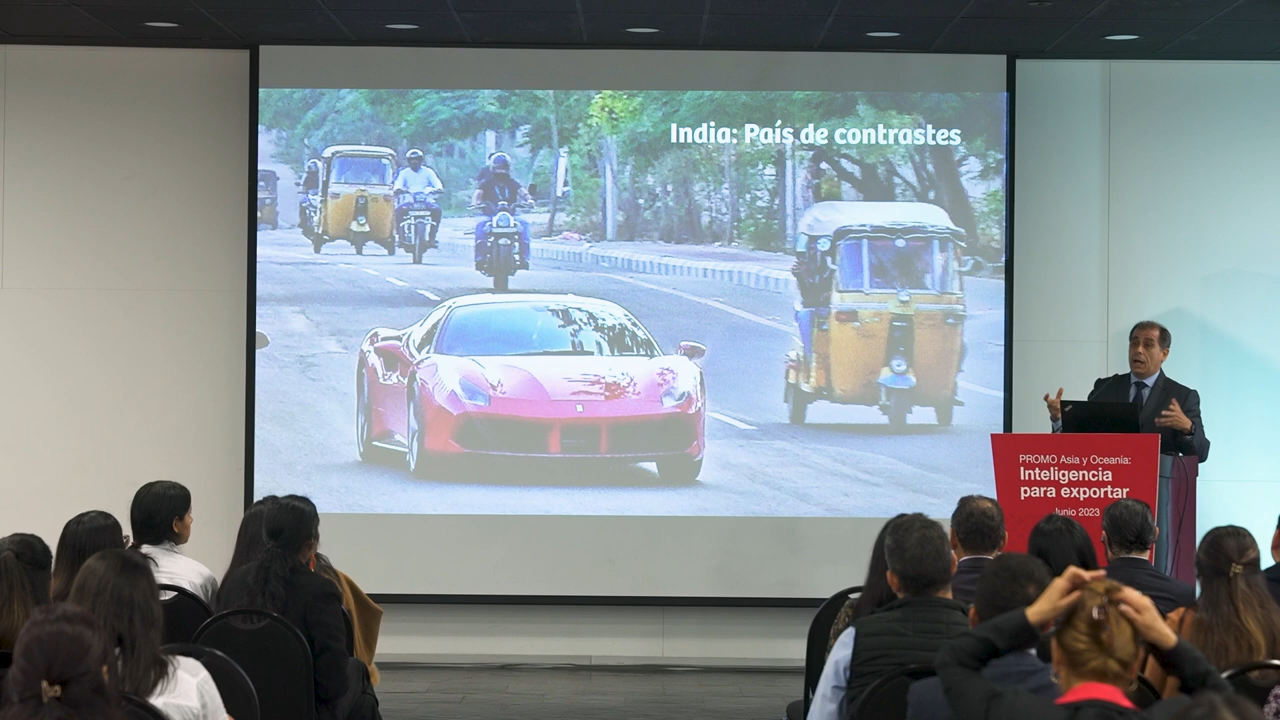 India: País de contrastes
PROMO Asia y Oceanía:
Inteligencia
para exportar
Junio 2023